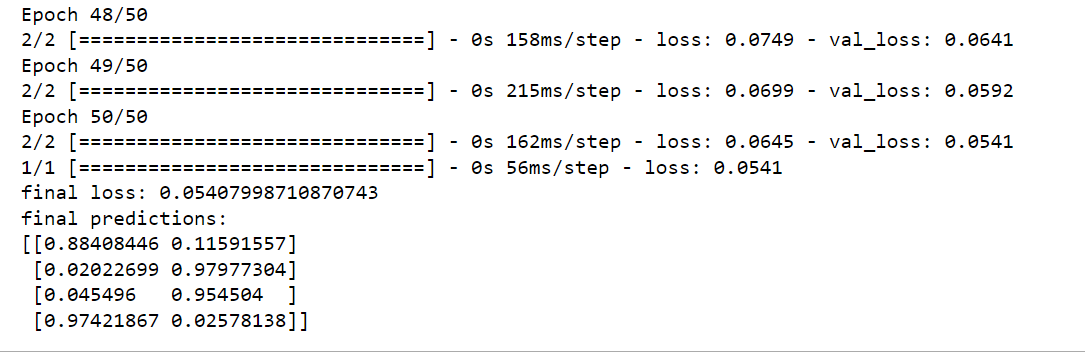 Epoch 48/50
2/2 [==============================] - 0s 158ms/step - loss: 0.0749 - val_loss: 0.0641
Epoch 49/50
2/2 [==============================] - 0s 215ms/step - loss: 0.0699 - val_loss: 0.0592
Epoch 50/50
2/2 [==============================] - 0s 162ms/step - loss: 0.0645 - val_loss: 0.0541
1/1 [==============================] - 0s 56ms/step - loss: 0.0541
final loss: 0.05407998710870743
final predictions:
[[0.88408446 0.11591557]
 [0.02022699 0.97977304]
 [0.045496   0.954504  ]
 [0.97421867 0.02578138]]